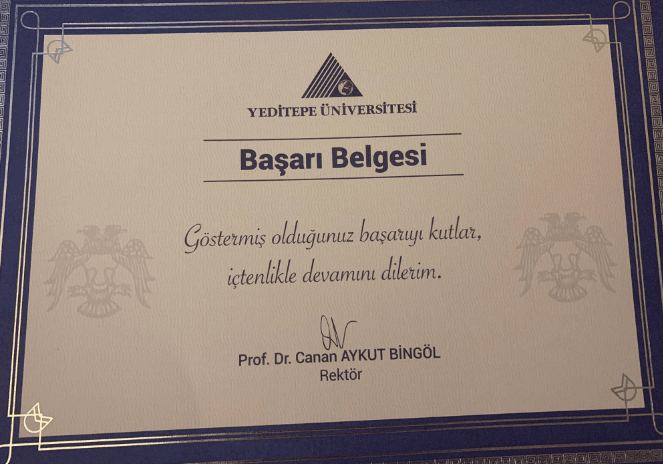 YEDİTEPE ÜNİVERSİTESİ
Başarı Belgesi
Göstermiş olduğunuz başarıyı kutlar,
içtenlikle devamını dilerim.
Prof. Dr. Canan AYKUT BİNGÖL
Rektör